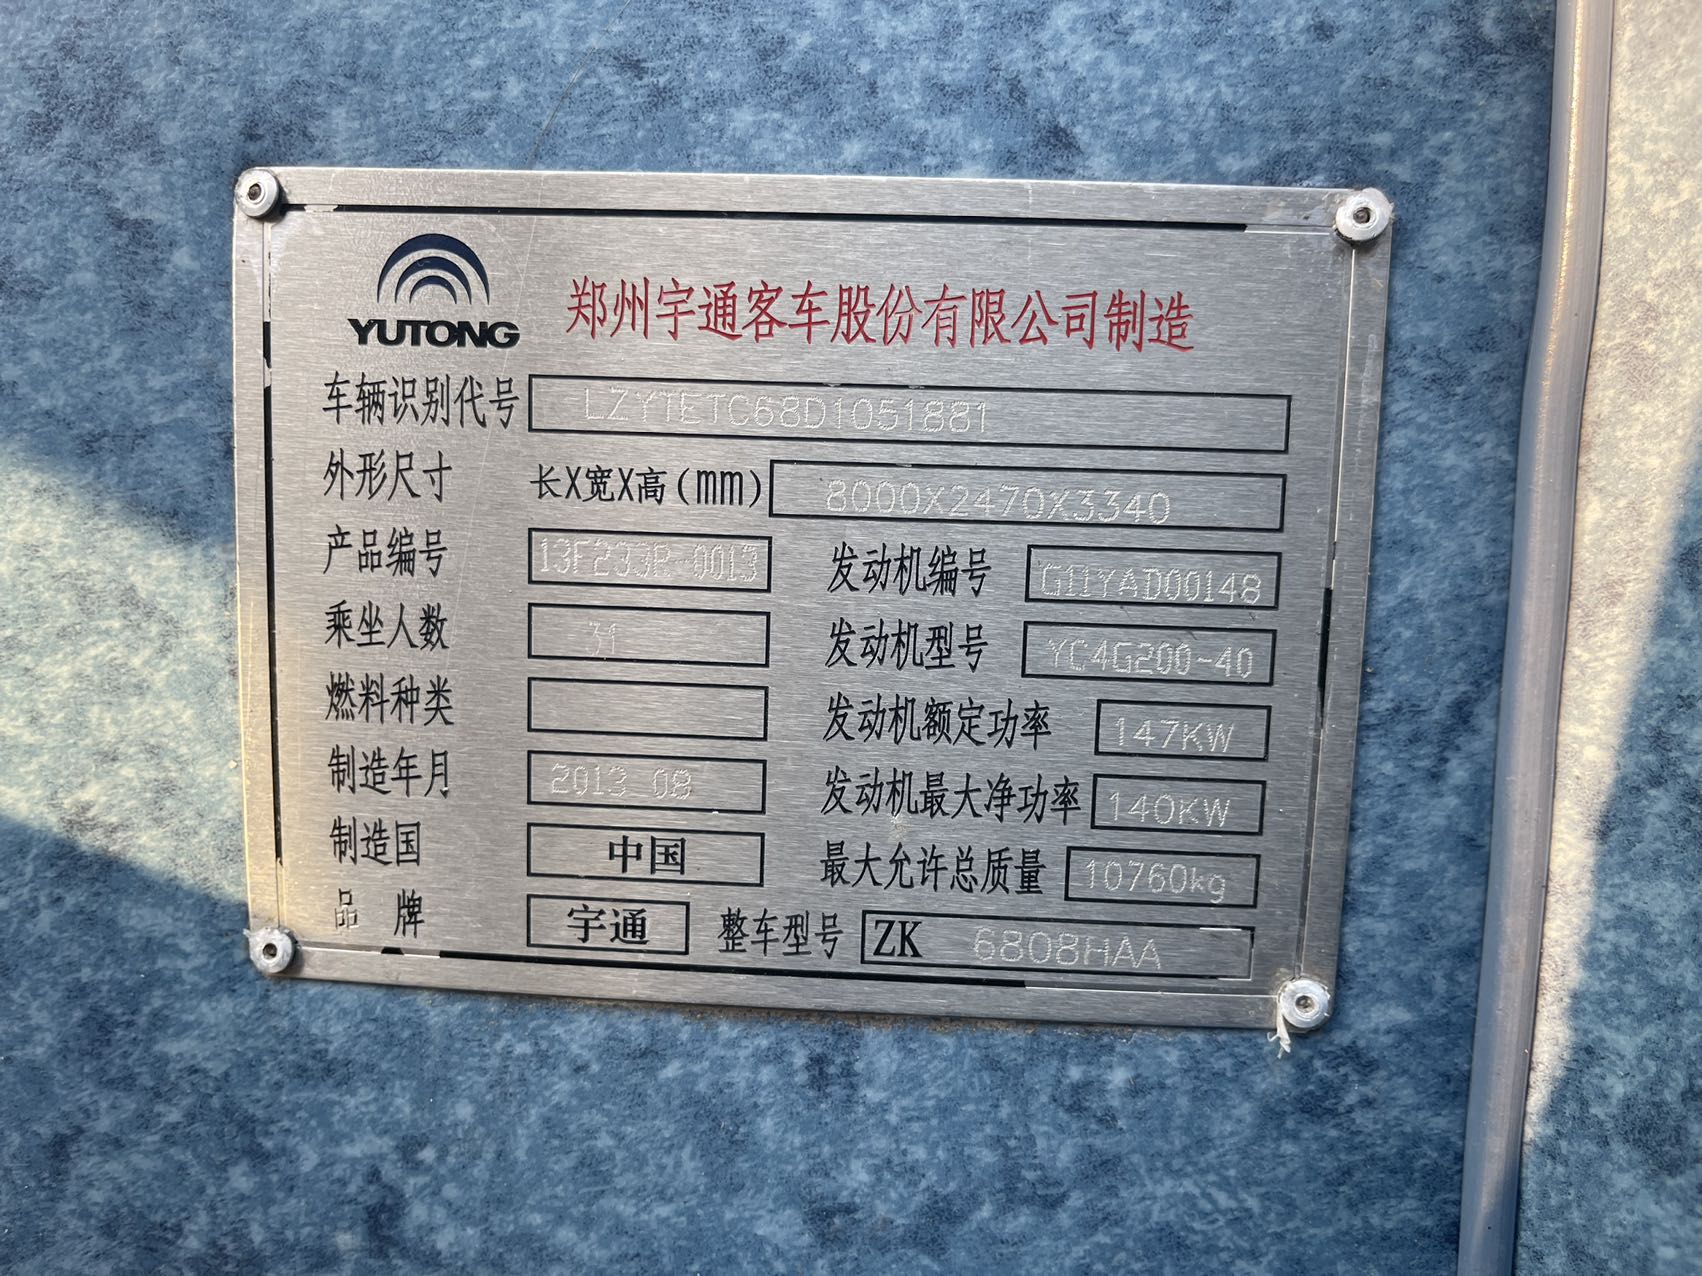 YUTONG
郑州宇通客车股份有限公司制造
车辆识别代号 LZYTETC68D1051881
外形尺寸 长X宽X高(mm) 8000X2470X3340
产品编号 13F233R-0013 发动机编号 G11YAD00148
乘坐人数 31 发动机型号 YC4G200-40
燃料种类 发动机额定功率 147KW
制造年月 2013 08 发动机最大净功率 140KW
制造国 中国 最大允许总质量 10760kg
品牌 宇通 整车型号 ZK 6808HAA